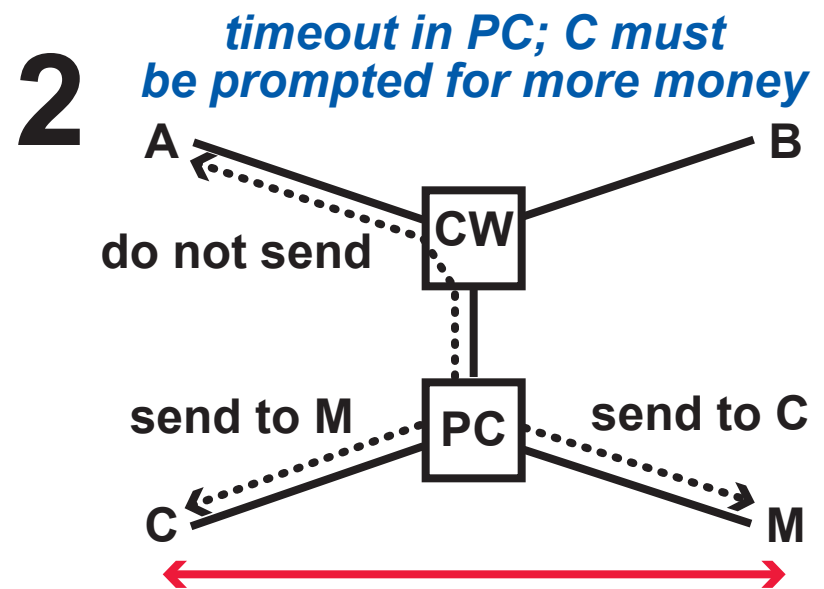 2
timeout in PC; C must
be prompted for more money
A
B
CW
do not send
send to M
PC
send to C
C
M